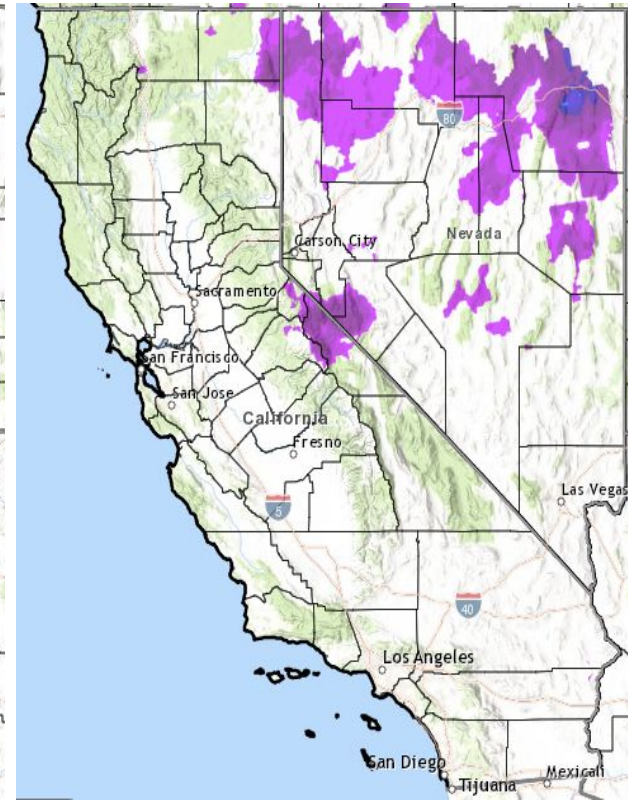 80
Nevada
Carson City
Sacramento
San Francisco
San Jose
California
Fresno
5
Las Vegas
40
Los Angeles
San Diego
Tijuana
Mexicali